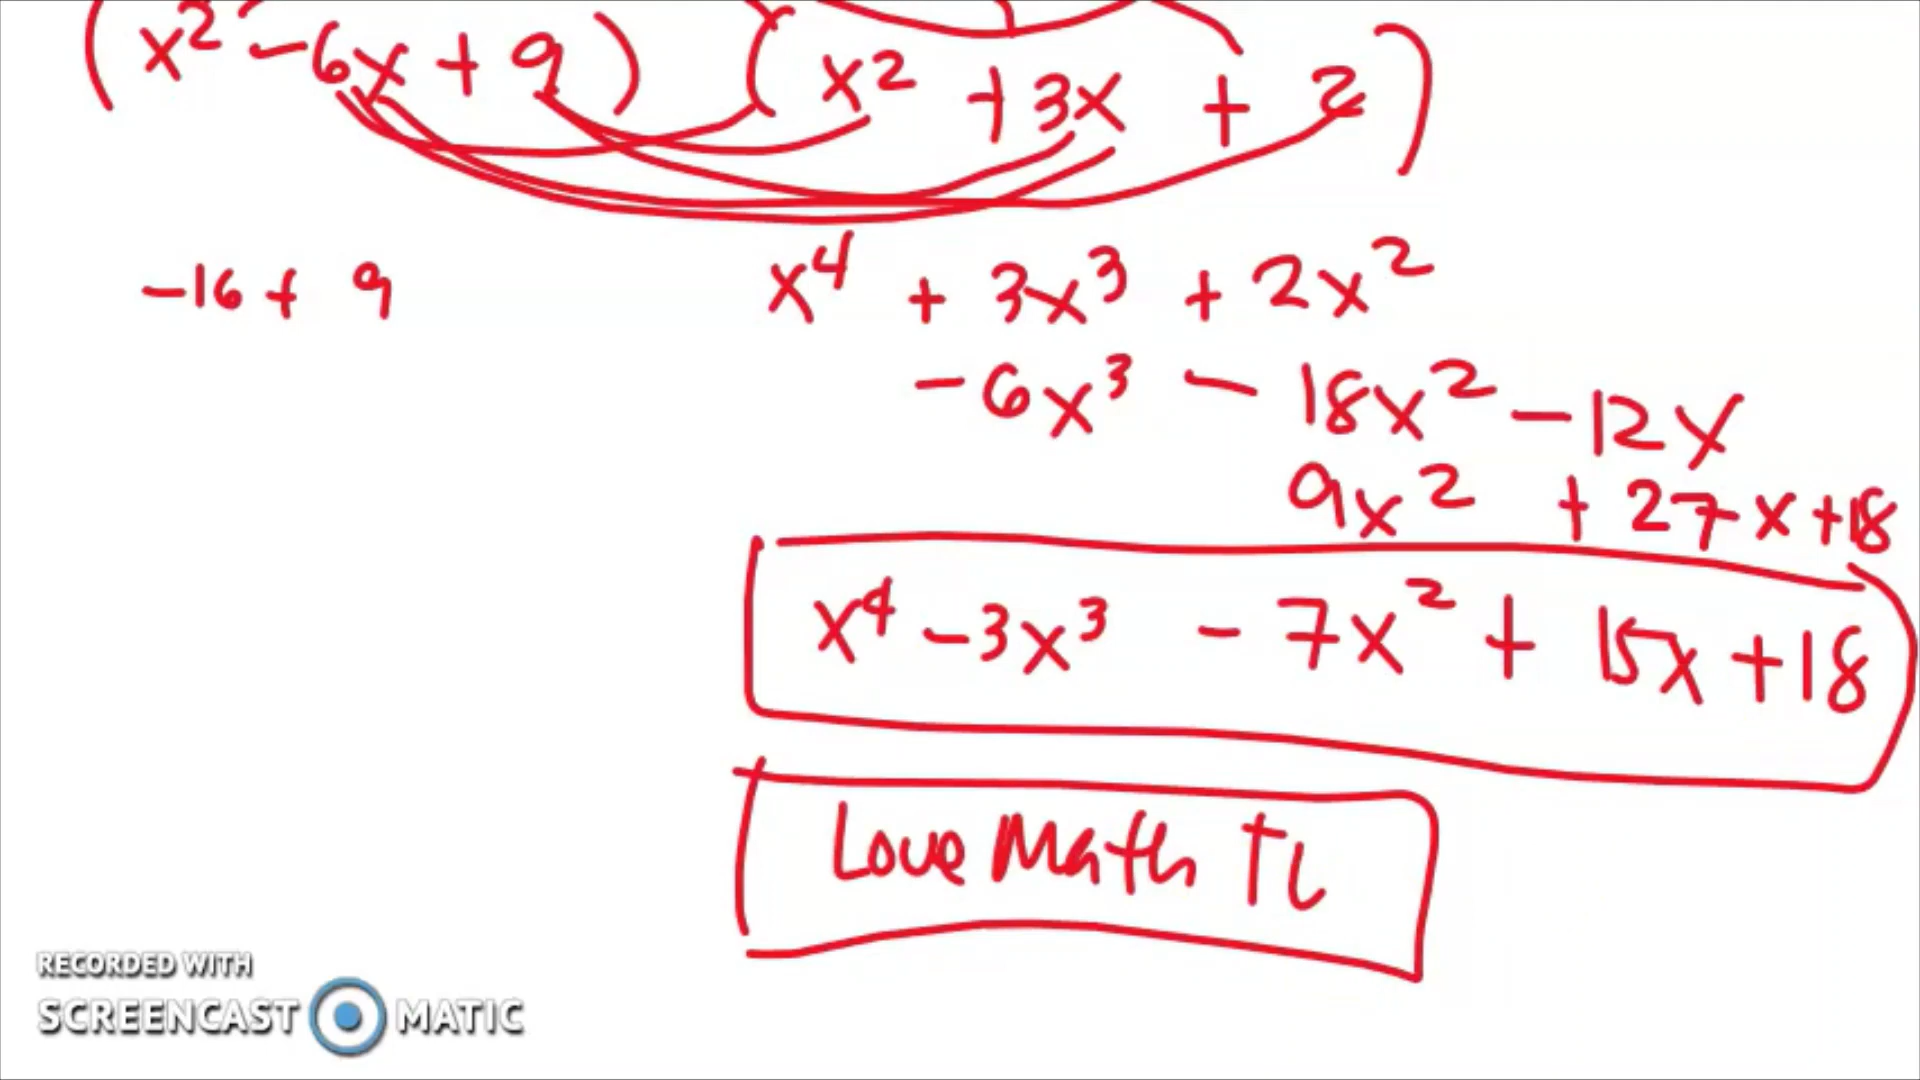 (x² - 6x + 9) (x² + 3x + 2)
-16 + 9
x⁴ + 3x³ + 2x²
- 6x³ - 18x² - 12x
9x² + 27x + 18
x⁴ - 3x³ - 7x² + 15x + 18
Love Math TL
RECORDED WITH
SCREENCAST MATIC